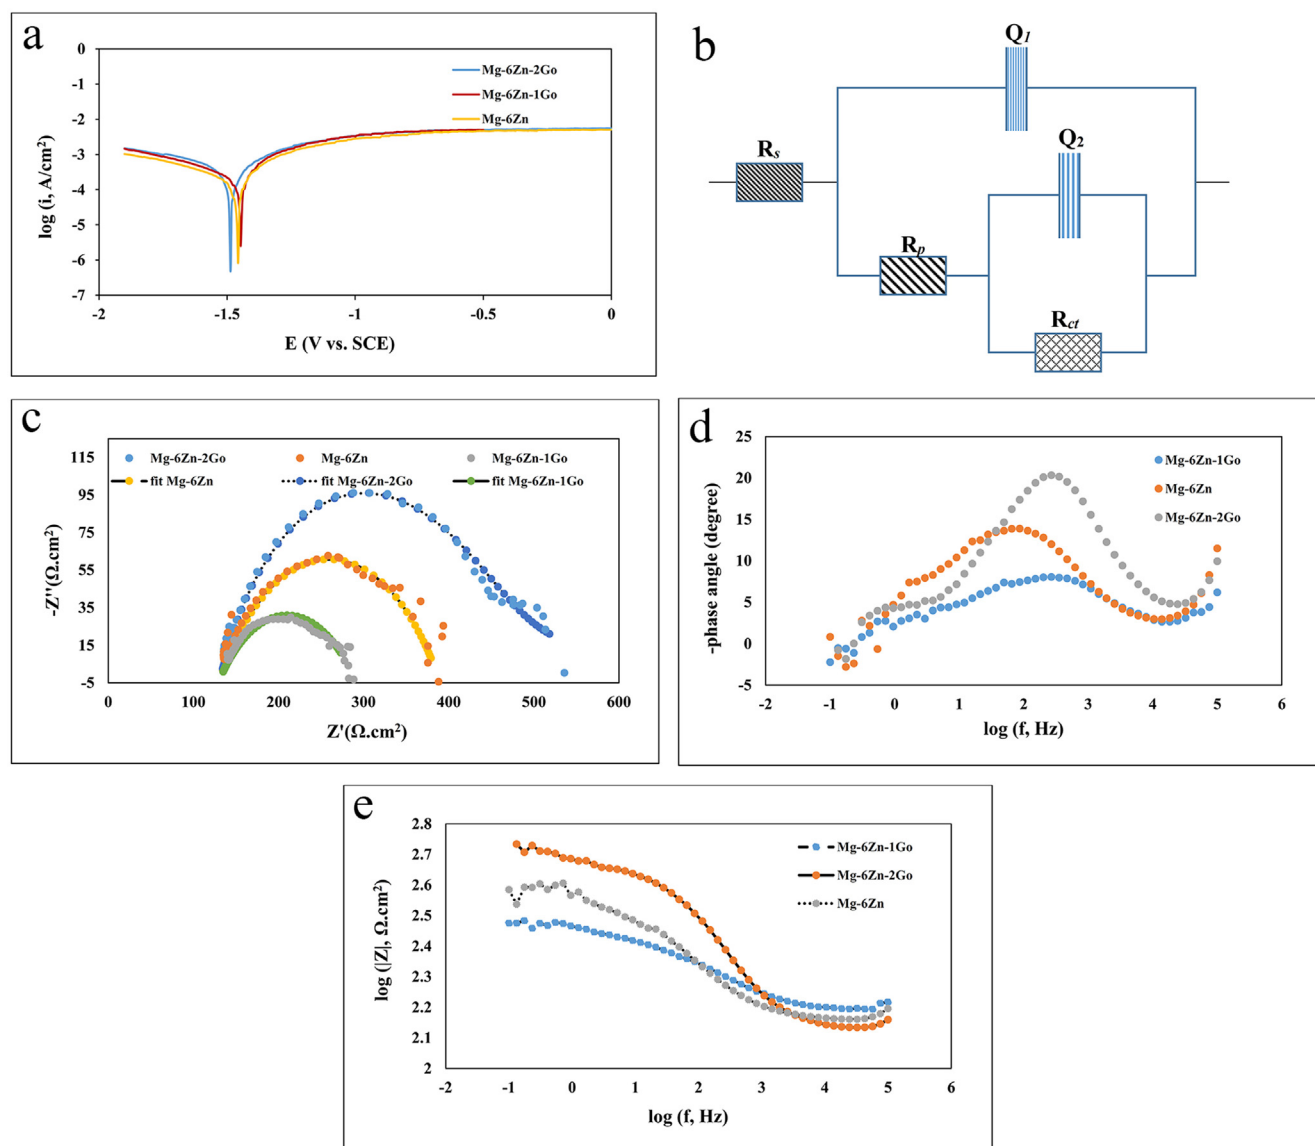 a
0
-1
-2
-3
-4
-5
-6
-7
log (i, A/cm²)
Mg-6Zn-2Go
Mg-6Zn-1Go
Mg-6Zn
-2
-1.5
-1
-0.5
0
E (V vs. SCE)
b
Q1
Q2
Rs
Rp
Rct
c
-Z''(Ω.cm²)
115
95
75
55
35
15
-5
Mg-6Zn-2Go Mg-6Zn Mg-6Zn-1Go
fit Mg-6Zn fit Mg-6Zn-2Go fit Mg-6Zn-1Go
0 100 200 300 400 500 600
Z'(Ω.cm²)
d
-phase angle (degree)
25
20
15
10
5
0
-5
Mg-6Zn-1Go
Mg-6Zn
Mg-6Zn-2Go
-2 -1 0 1 2 3 4 5 6
log (f, Hz)
e
log (|Z|, Ω.cm²)
2.8
2.7
2.6
2.5
2.4
2.3
2.2
2.1
2
Mg-6Zn-1Go
Mg-6Zn-2Go
Mg-6Zn
-2 -1 0 1 2 3 4 5 6
log (f, Hz)